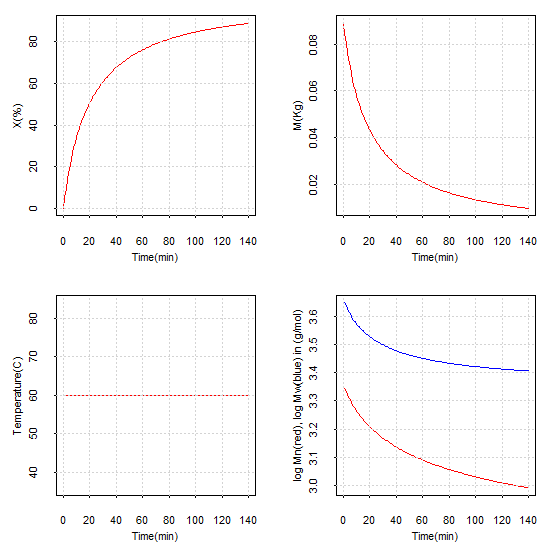 X(%)
80
60
40
20
0
0 20 40 60 80 100 120 140
Time(min)
M(Kg)
0.08
0.06
0.04
0.02
0 20 40 60 80 100 120 140
Time(min)
Temperature(C)
80
70
60
50
40
0 20 40 60 80 100 120 140
Time(min)
log Mn(red), log Mw(blue) in (g/mol)
3.6
3.5
3.4
3.3
3.2
3.1
3.0
0 20 40 60 80 100 120 140
Time(min)